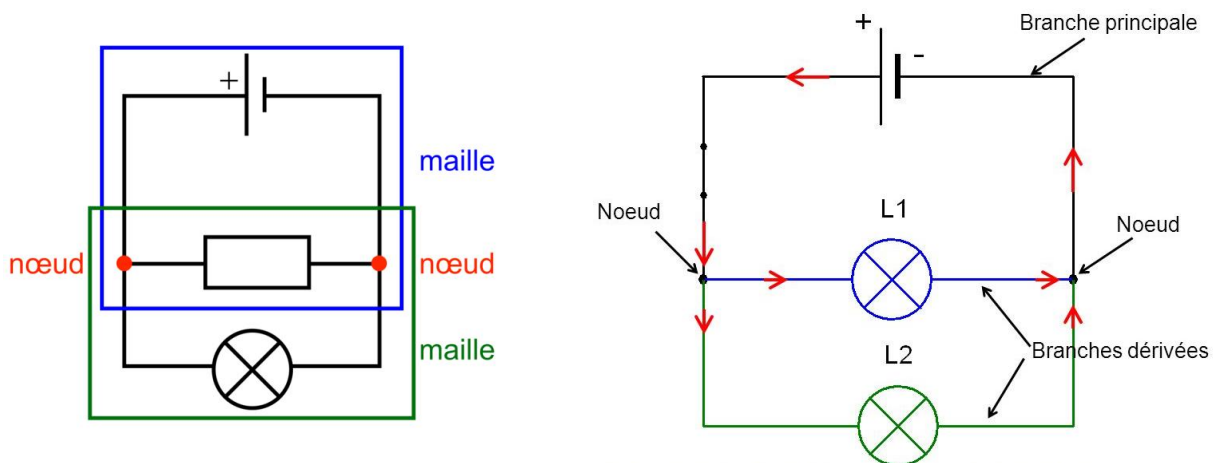 +
maille
nœud
nœud
maille
Branche principale
+
-
Noeud
L1
Noeud
L2
Branches dérivées